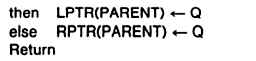 then LPTR(PARENT) ← Q
else RPTR(PARENT) ← Q
Return